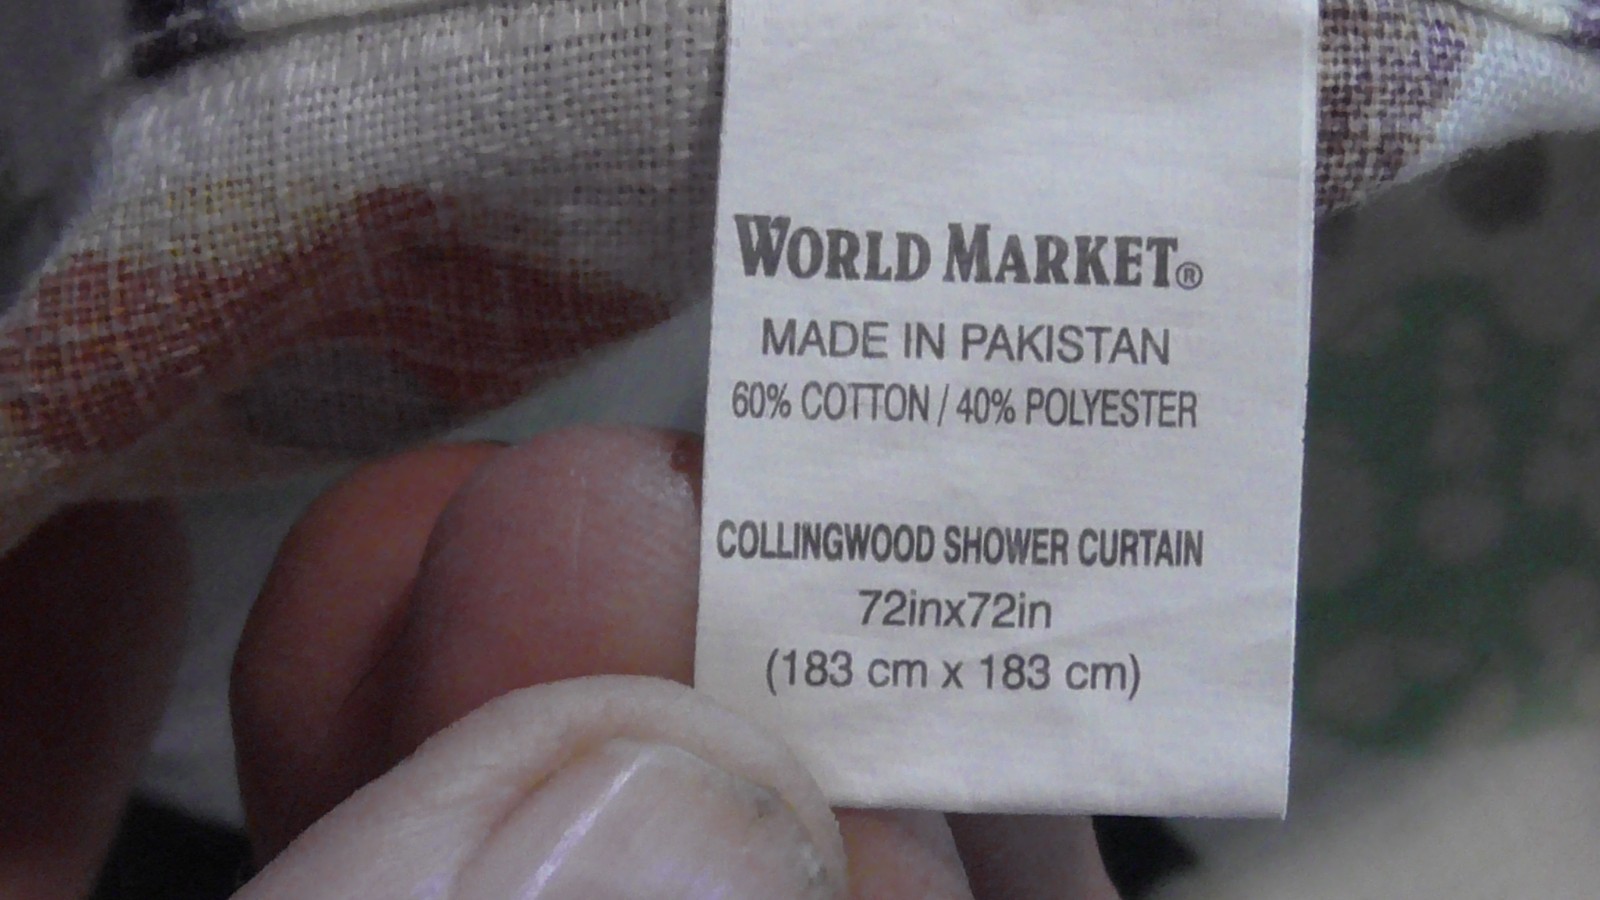 WORLD MARKET®
MADE IN PAKISTAN
60% COTTON / 40% POLYESTER
COLLINGWOOD SHOWER CURTAIN
72inx72in
(183 cm x 183 cm)